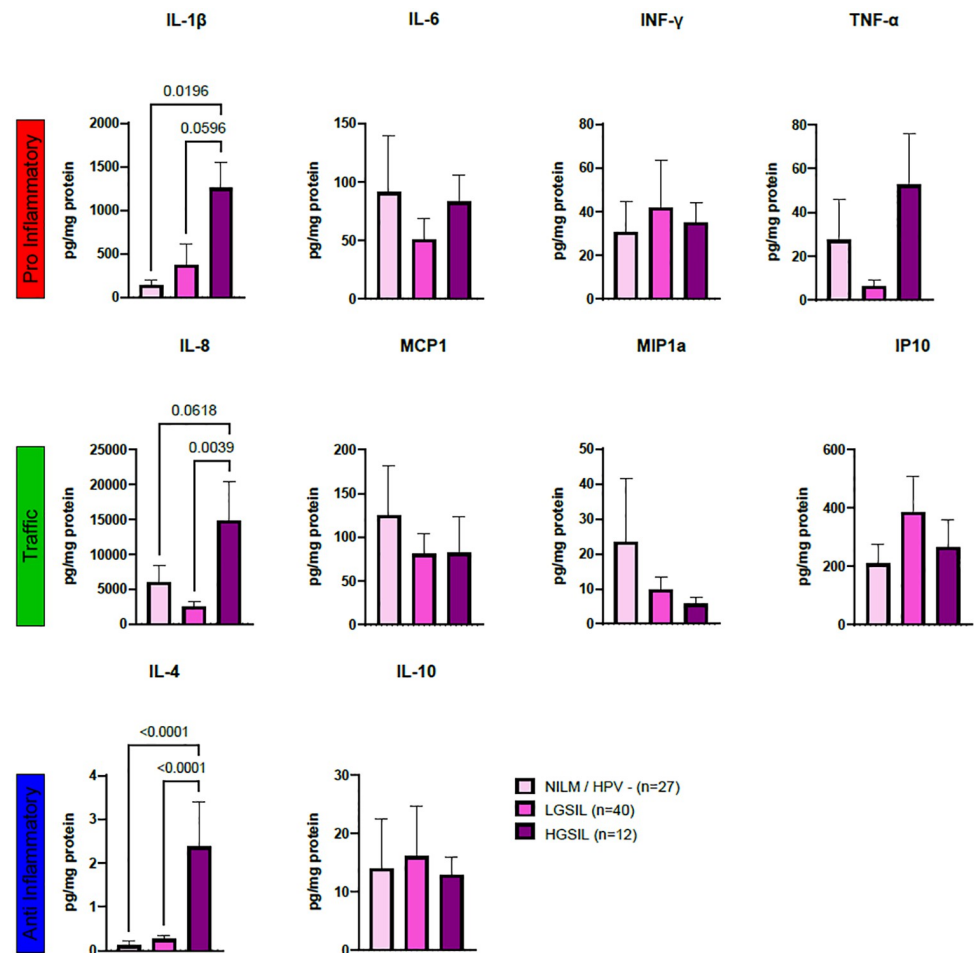 IL-1β
IL-6
INF-γ
TNF-α
Pro Inflammatory
0.0196
0.0596
pg/mg protein
2000
1500
1000
500
0
pg/mg protein
150
100
50
0
pg/mg protein
80
60
40
20
0
pg/mg protein
80
60
40
20
0
IL-8
MCP1
MIP1a
IP10
Traffic
0.0618
0.0039
pg/mg protein
25000
20000
15000
10000
5000
0
pg/mg protein
200
150
100
50
0
pg/mg protein
50
40
30
20
10
0
pg/mg protein
600
400
200
0
IL-4
IL-10
Anti Inflammatory
<0.0001
<0.0001
pg/mg protein
4
3
2
1
0
pg/mg protein
30
20
10
0
NILM / HPV - (n=27)
LGSIL (n=40)
HGSIL (n=12)